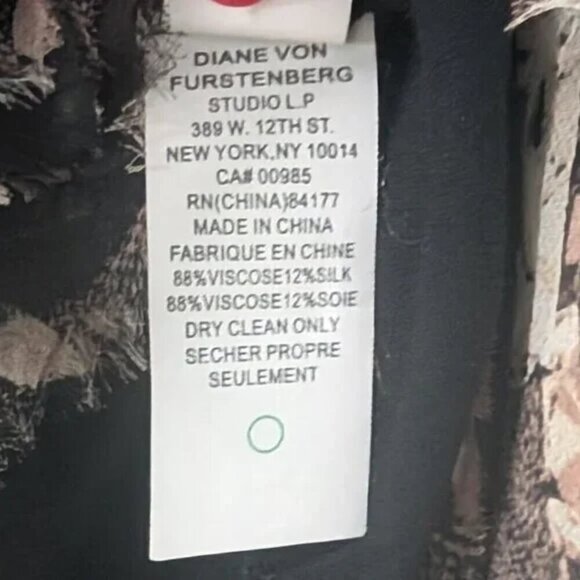 DIANE VON
FURSTENBERG
STUDIO L.P
389 W. 12TH ST.
NEW YORK,NY 10014
CA# 00985
RN(CHINA)84177
MADE IN CHINA
FABRIQUE EN CHINE
88%VISCOSE12%SILK
88%VISCOSE12%SOIE
DRY CLEAN ONLY
SECHER PROPRE
SEULEMENT